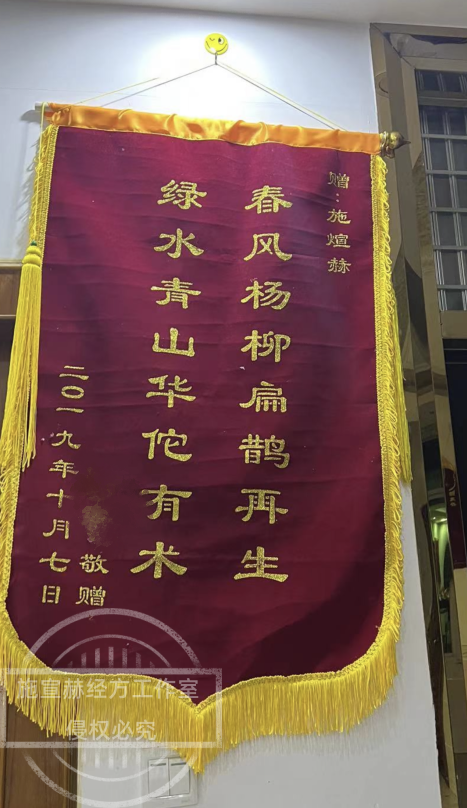 赠：施煊赫
春风杨柳扁鹊再生
绿水青山华佗有术
敬赠
二〇一九年十月七日
施宣赫经方工作室
侵权必究